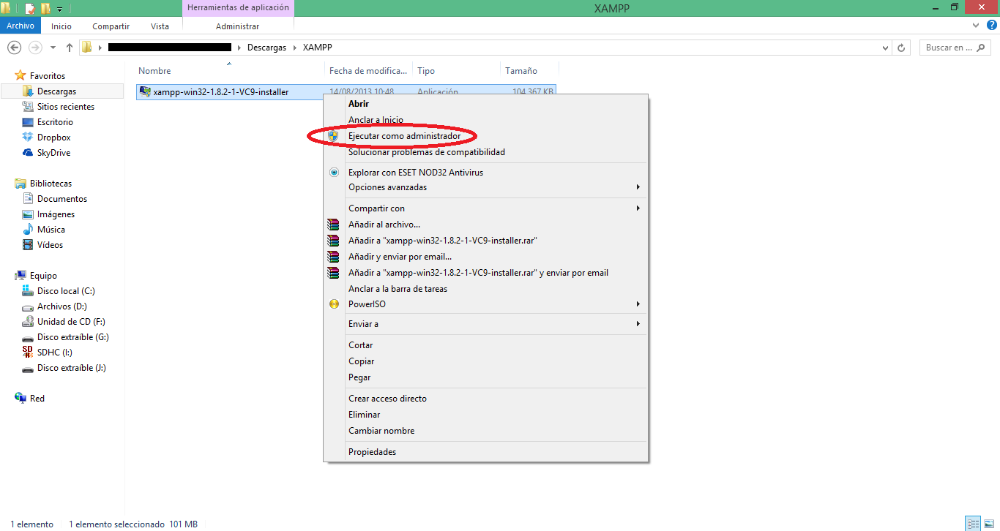 Herramientas de aplicación
XAMPP
Archivo
Inicio
Compartir
Vista
Administrar
Descargas
XAMPP
Buscar en ...
Nombre
Fecha de modifica...
Tipo
Tamaño
xampp-win32-1.8.2-1-VC9-installer
14/08/2013 10:48
Aplicación
104.367 KB
Favoritos
Descargas
Sitios recientes
Escritorio
Dropbox
SkyDrive
Bibliotecas
Documentos
Imágenes
Música
Vídeos
Equipo
Disco local (C:)
Archivos (D:)
Unidad de CD (F:)
Disco extraíble (G:)
SDHC (I:)
Disco extraíble (J:)
Red
Abrir
Anclar a Inicio
Ejecutar como administrador
Solucionar problemas de compatibilidad
Explorar con ESET NOD32 Antivirus
Opciones avanzadas
Compartir con
Añadir al archivo...
Añadir a "xampp-win32-1.8.2-1-VC9-installer.rar"
Añadir y enviar por email...
Añadir a "xampp-win32-1.8.2-1-VC9-installer.rar" y enviar por email
Anclar a la barra de tareas
PowerISO
Enviar a
Cortar
Copiar
Pegar
Crear acceso directo
Eliminar
Cambiar nombre
Propiedades
1 elemento
1 elemento seleccionado 101 MB